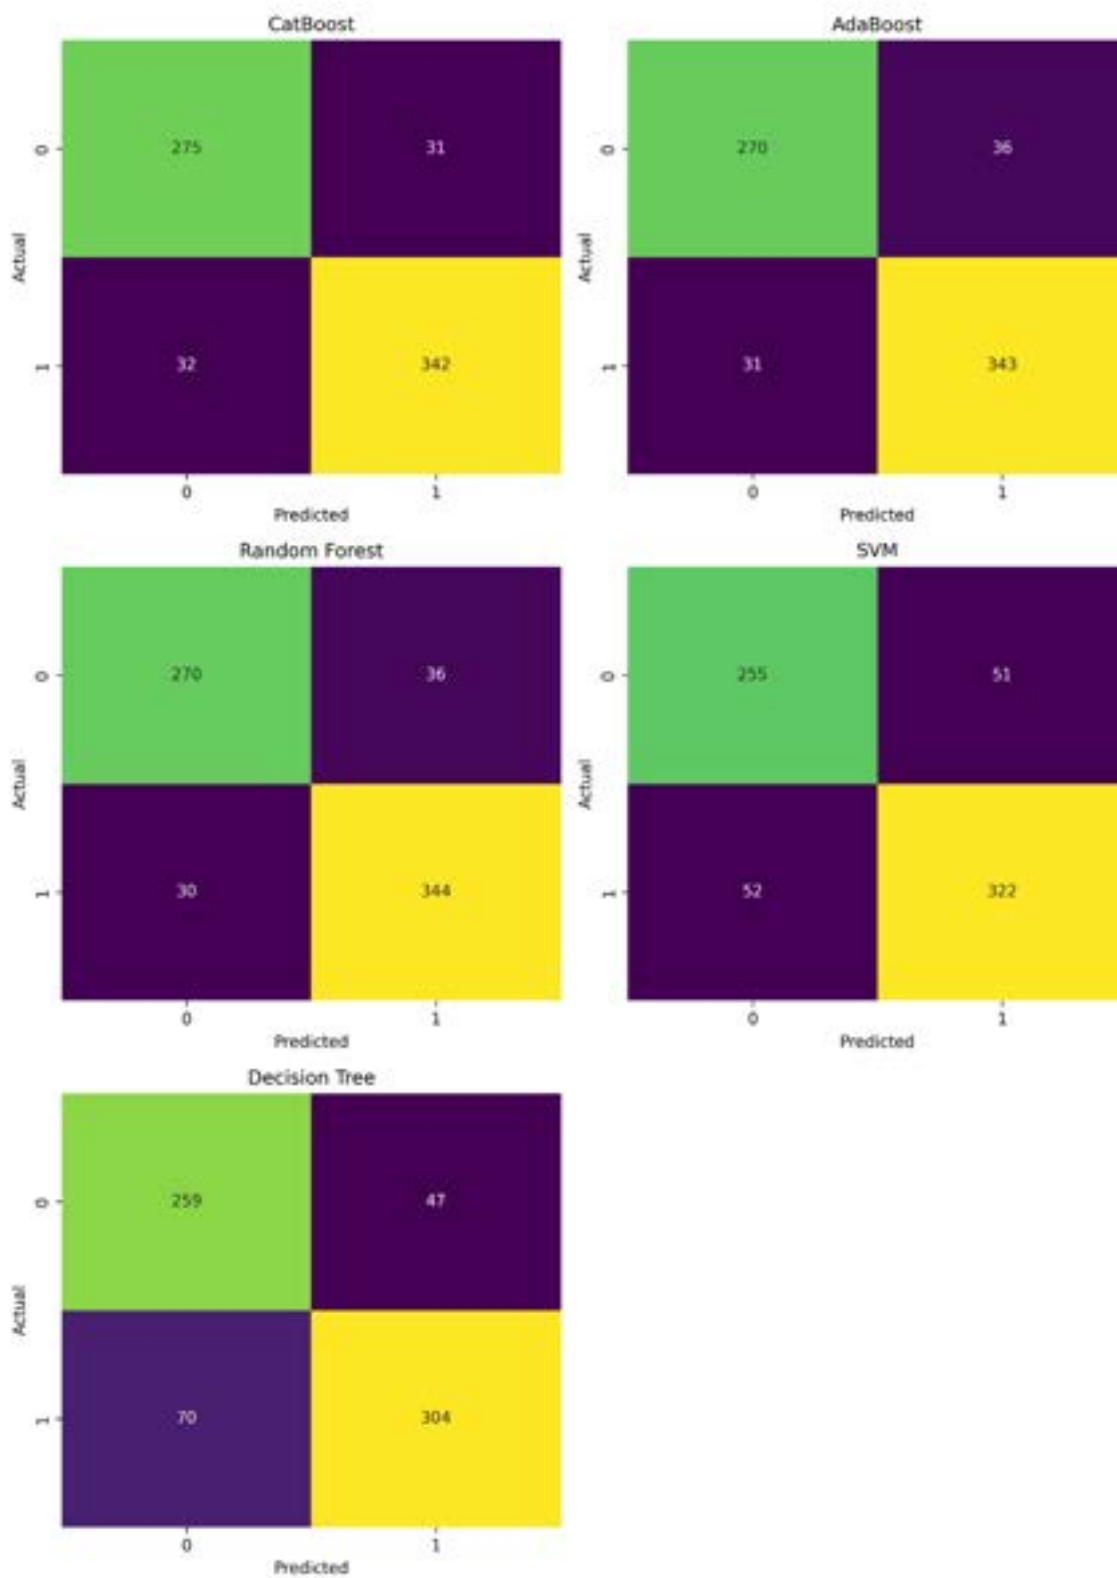 CatBoost
0
275
31
Actual
1
32
342
0
1
Predicted
AdaBoost
0
270
36
Actual
1
31
343
0
1
Predicted
Random Forest
0
270
36
Actual
1
30
344
0
1
Predicted
SVM
0
255
51
Actual
1
52
322
0
1
Predicted
Decision Tree
0
259
47
Actual
1
70
304
0
1
Predicted